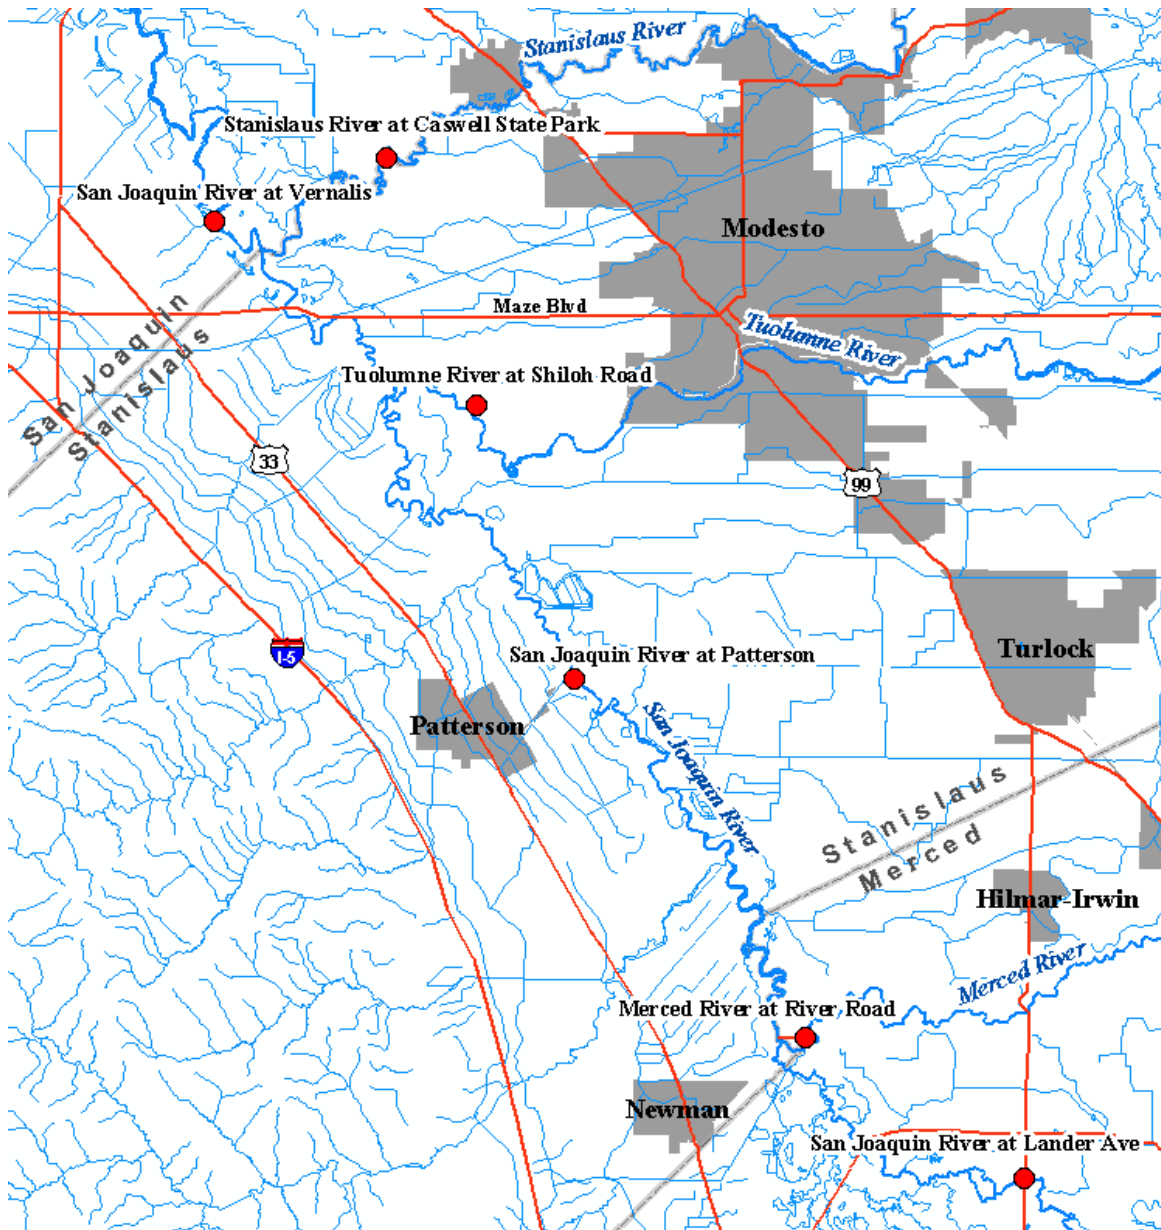 Stanislaus River
Stanislaus River at Caswell State Park
San Joaquin River at Vernalis
Modesto
Maze Blvd
San Joaquin
Stanislaus
Tuolumne River
Tuolumne River at Shiloh Road
33
99
I-5
San Joaquin River at Patterson
Turlock
Patterson
San Joaquin River
Stanislaus
Merced
Hilmar-Irwin
Merced River
Merced River at River Road
Newman
San Joaquin River at Lander Ave